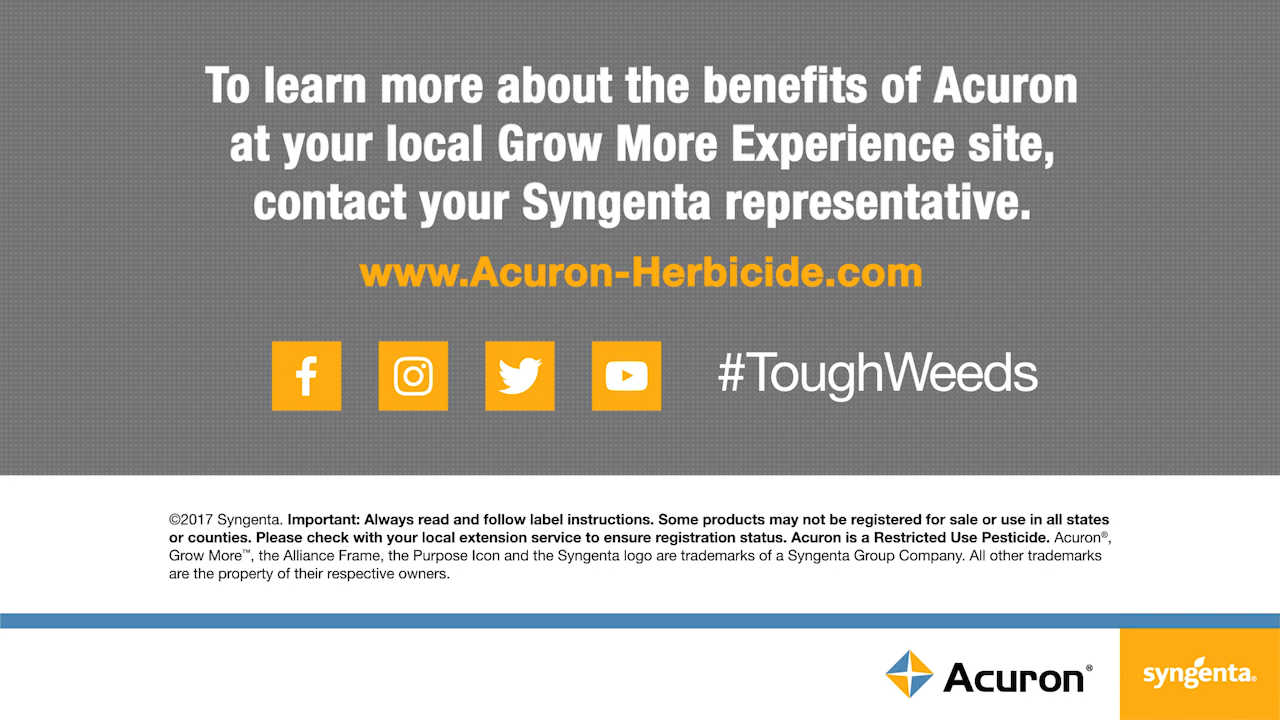 To learn more about the benefits of Acuron
at your local Grow More Experience site,
contact your Syngenta representative.
www.Acuron-Herbicide.com
#ToughWeeds
©2017 Syngenta. Important: Always read and follow label instructions. Some products may not be registered for sale or use in all states
or counties. Please check with your local extension service to ensure registration status. Acuron is a Restricted Use Pesticide. Acuron®,
Grow More™, the Alliance Frame, the Purpose Icon and the Syngenta logo are trademarks of a Syngenta Group Company. All other trademarks
are the property of their respective owners.
Acuron®
syngenta®